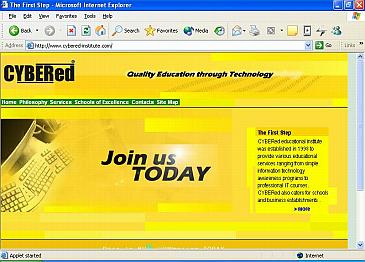 The First Step - Microsoft Internet Explorer
File Edit View Favorites Tools Help
Back Search Favorites Media
Address http://www.cyberedinstitute.com/ Go Links
CYBERed
Quality Education through Technology
Home Philosophy Services Schools of Excellence Contacts Site Map
Join us
TODAY
The First Step
CYBERed educational institute
was established in
to
provide various educational
services ranging from simple
information technology
awareness programs to
professional IT courses.
CYBERed also caters for schools
and business establishments.
> MORE
Applet started Internet